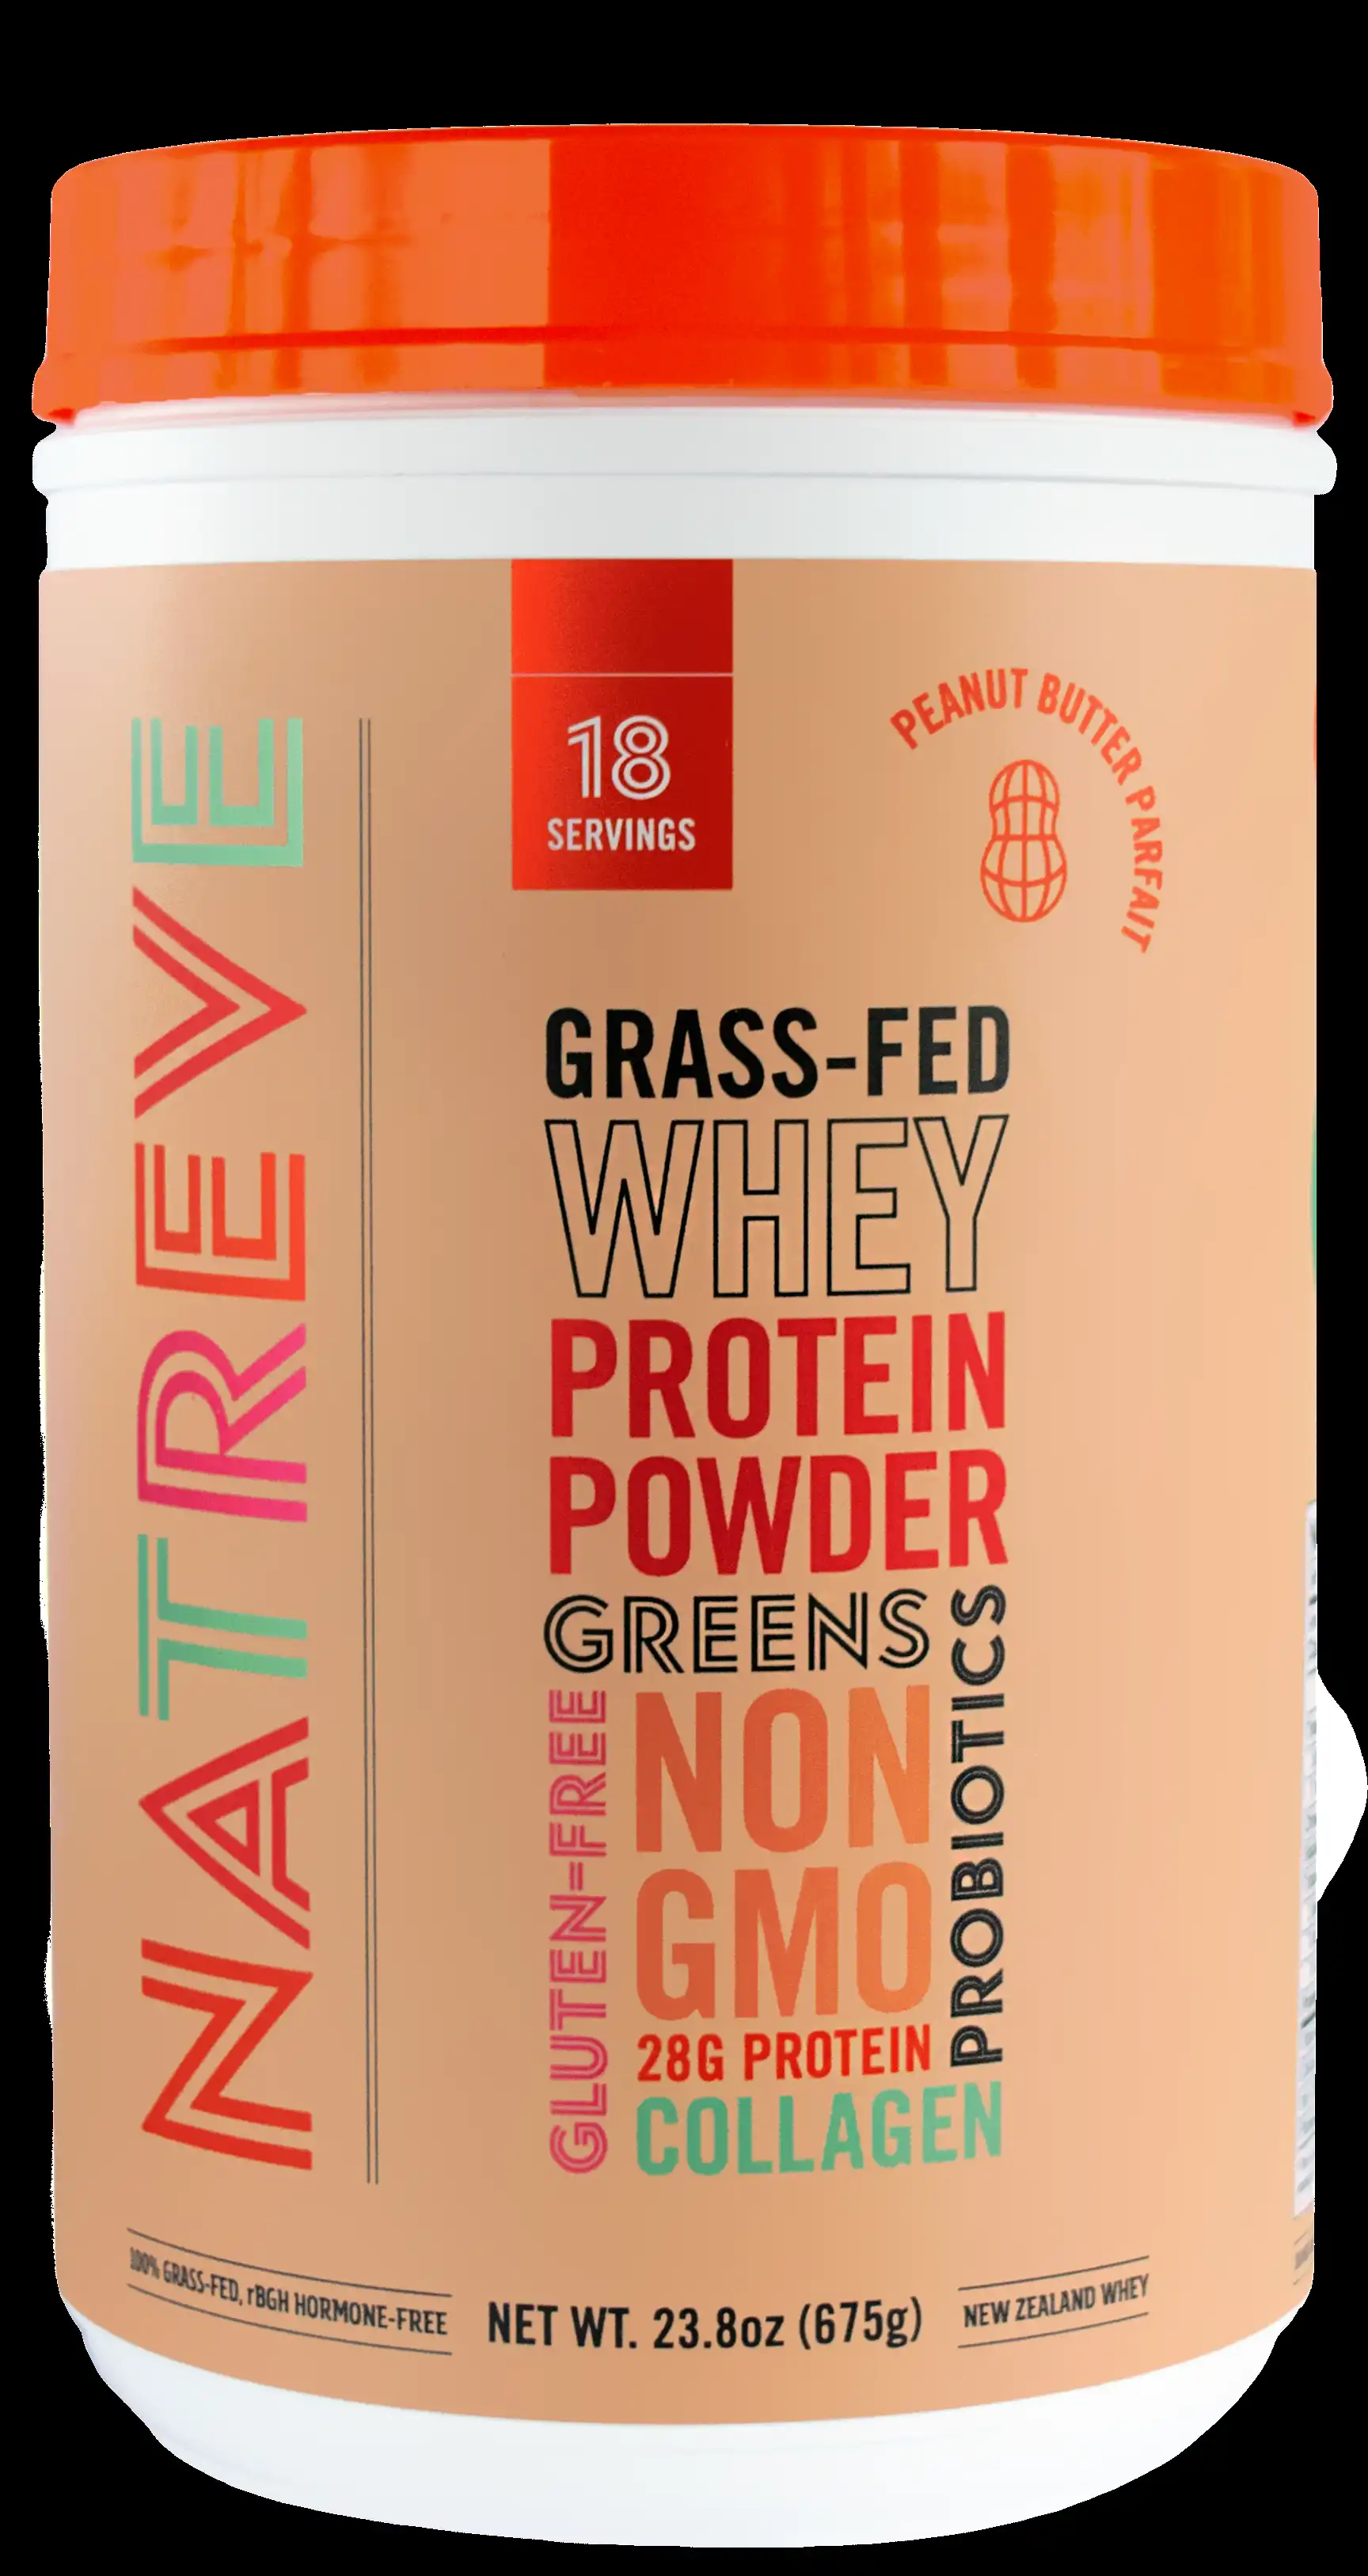 NATREVE
18
SERVINGS
PEANUT BUTTER PARFAIT
GRASS-FED
WHEY
PROTEIN
POWDER
GREENS
PROBIOTICS
GLUTEN-FREE
NON
GMO
28G PROTEIN
COLLAGEN
100% GRASS-FED, rBGH HORMONE-FREE
NET WT. 23.8oz (675g)
NEW ZEALAND WHEY